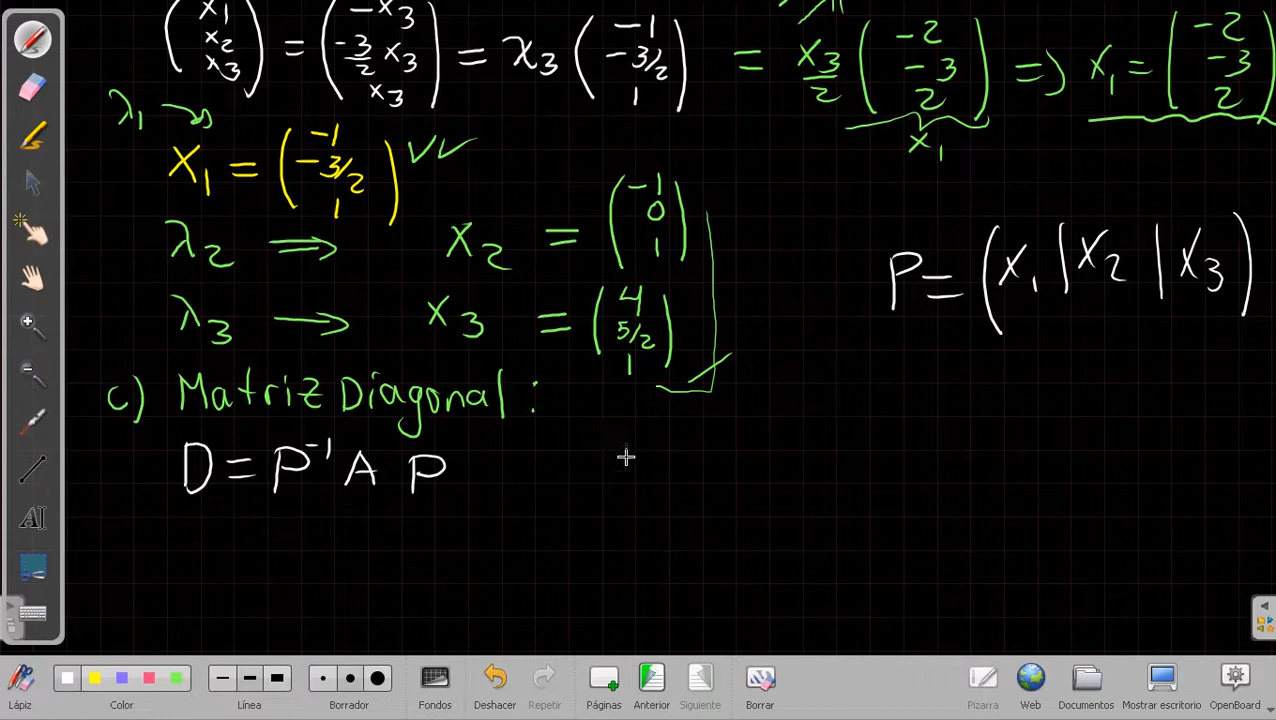 (x₁ x₂ x₃) = (-x₃ -3/2 x₃ x₃) = x₃ (-1 -3/2 1) = x₃/2 (-2 -3 2) => x₁ = (-2 -3 2)
x₁
λ₁ ~>
X₁ = (-1 -3/2 1) ✓✓
λ₂ => x₂ = (-1 0 1)
P = (x₁ | x₂ | x₃)
λ₃ → x₃ = (4 5/2 1)
c) Matriz Diagonal :
D = P⁻¹ A P
Lápiz
Color
Línea
Borrador
Fondos
Deshacer
Repetir
Páginas
Anterior
Siguiente
Borrar
Pizarra
Web
Documentos
Mostrar escritorio
OpenBoard